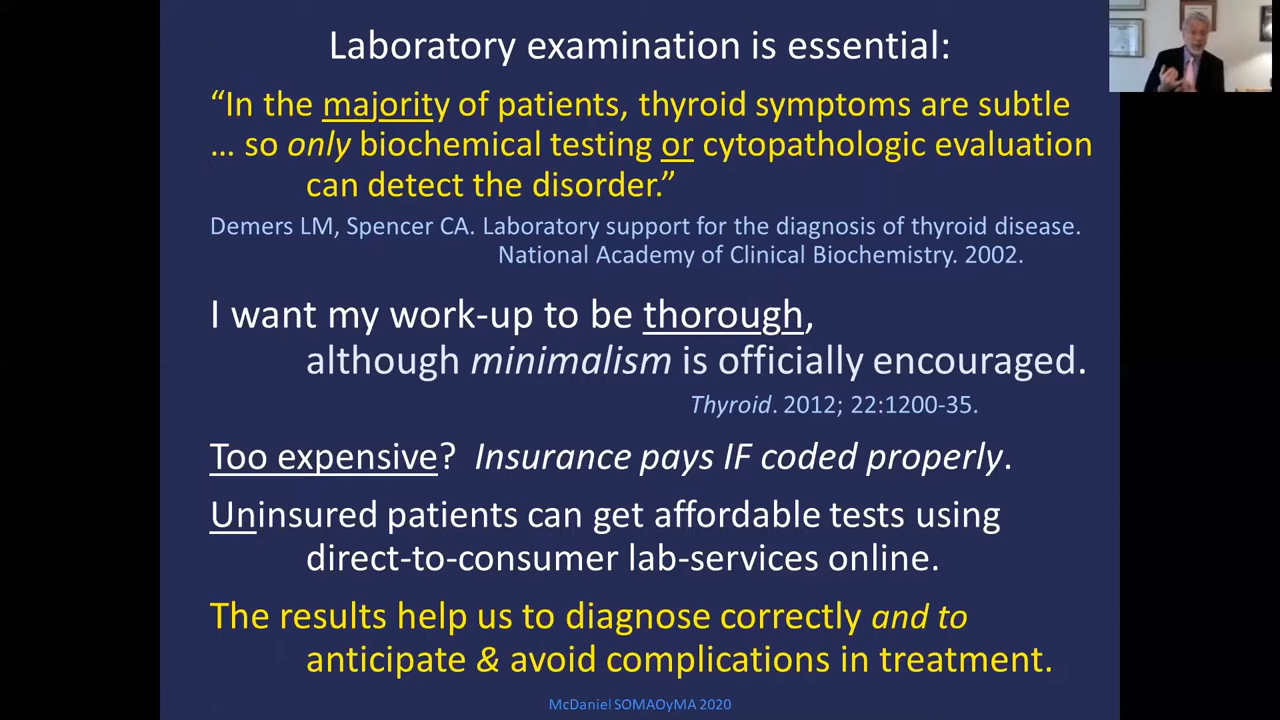 Laboratory examination is essential:
“In the majority of patients, thyroid symptoms are subtle
... so only biochemical testing or cytopathologic evaluation
can detect the disorder.”
Demers LM, Spencer CA. Laboratory support for the diagnosis of thyroid disease.
National Academy of Clinical Biochemistry. 2002.
I want my work-up to be thorough,
although minimalism is officially encouraged.
Thyroid. 2012; 22:1200-35.
Too expensive? Insurance pays IF coded properly.
Uninsured patients can get affordable tests using
direct-to-consumer lab-services online.
The results help us to diagnose correctly and to
anticipate & avoid complications in treatment.
McDaniel SOMAOyMA 2020